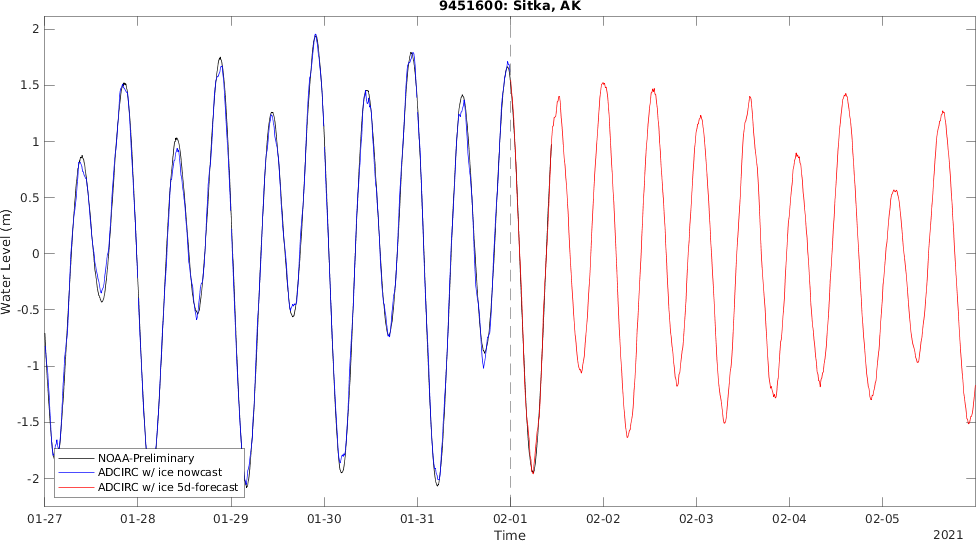 9451600: Sitka, AK
2
1.5
1
0.5
0
-0.5
-1
-1.5
-2
Water Level (m)
NOAA-Preliminary
ADCIRC w/ ice nowcast
ADCIRC w/ ice 5d-forecast
01-27 01-28 01-29 01-30 01-31 02-01 02-02 02-03 02-04 02-05
Time
2021